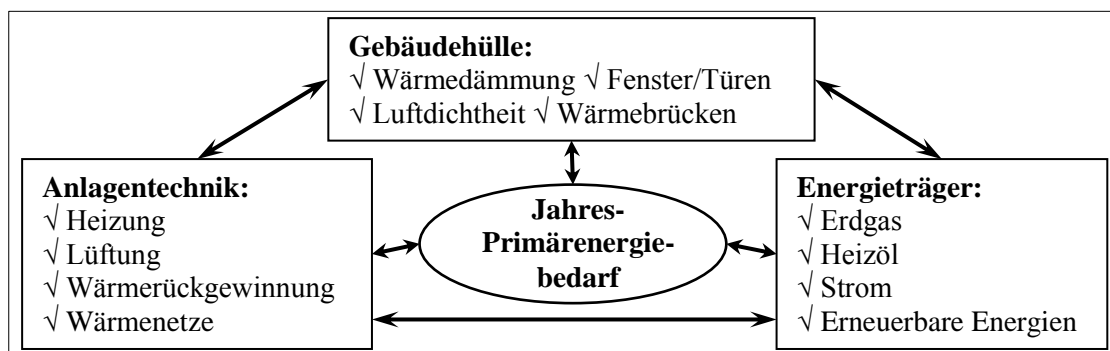 Gebäudehülle:
√ Wärmedämmung √ Fenster/Türen
√ Luftdichtheit √ Wärmebrücken
Anlagentechnik:
√ Heizung
√ Lüftung
√ Wärmerückgewinnung
√ Wärmenetze
Jahres-
Primärenergie-
bedarf
Energieträger:
√ Erdgas
√ Heizöl
√ Strom
√ Erneuerbare Energien